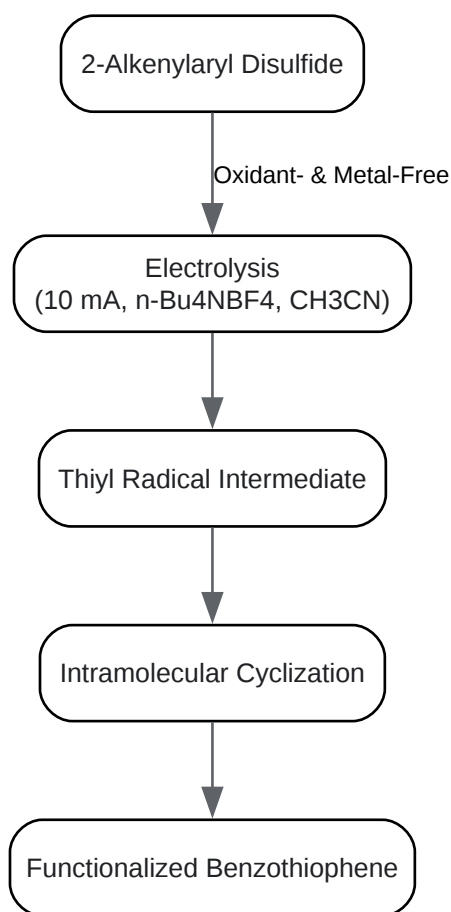 2-Alkenylaryl Disulfide
Oxidant- & Metal-Free
Electrolysis
(10 mA, n-Bu4NBF4, CH3CN)
Thiyl Radical Intermediate
Intramolecular Cyclization
Functionalized Benzothiophene